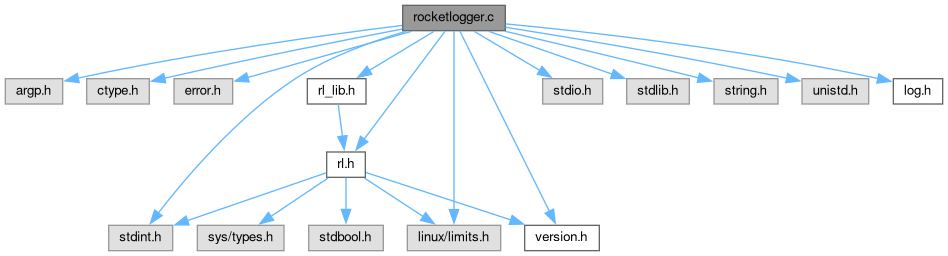 rocketlogger.c
argp.h
ctype.h
error.h
rl_lib.h
stdio.h
stdlib.h
string.h
unistd.h
log.h
rl.h
stdint.h
sys/types.h
stdbool.h
linux/limits.h
version.h